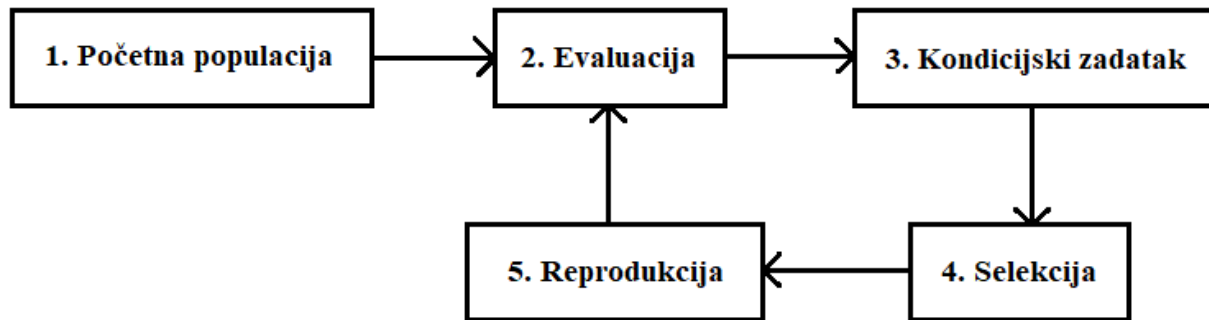 1. Početna populacija
2. Evaluacija
3. Kondicijski zadatak
4. Selekcija
5. Reprodukcija